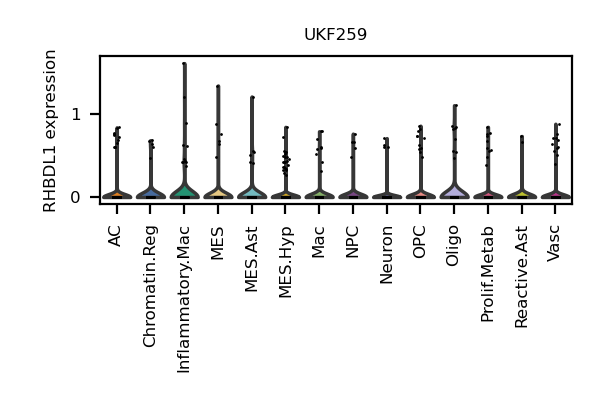 UKF259
RHBDL1 expression
1
0
AC
Chromatin.Reg
Inflammatory.Mac
MES
MES.Ast
MES.Hyp
Mac
NPC
Neuron
OPC
Oligo
Prolif.Metab
Reactive.Ast
Vasc